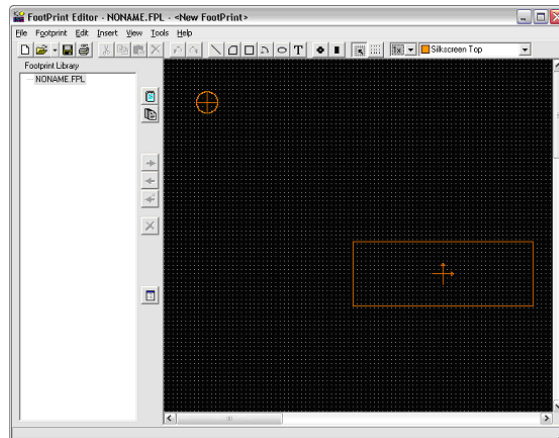 FootPrint Editor - NONAME.FPL - <New FootPrint>
File Footprint Edit Insert View Tools Help
T 1x Silkscreen Top
Footprint Library
NONAME.FPL